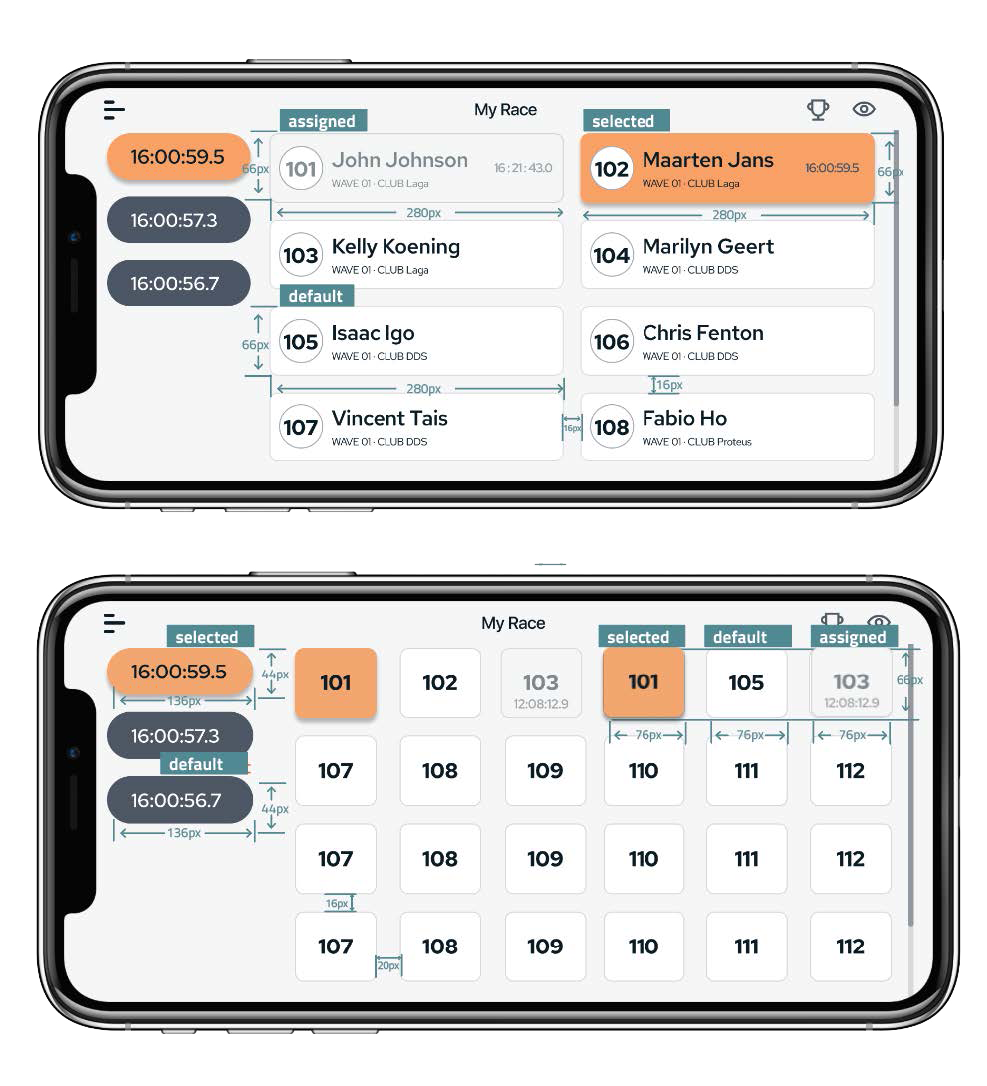 My Race
assigned
selected
16:00:59.5
66px
101
John Johnson
16:21:43.0
WAVE 01 · CLUB Laga
102
Maarten Jans
16:00:59.5
WAVE 01 · CLUB Laga
66px
280px
280px
16:00:57.3
103
Kelly Koening
WAVE 01 · CLUB Laga
104
Marilyn Geert
WAVE 01 · CLUB DDS
16:00:56.7
default
66px
105
Isaac Igo
WAVE 01 · CLUB DDS
106
Chris Fenton
WAVE 01 · CLUB DDS
280px
16px
107
Vincent Tais
WAVE 01 · CLUB DDS
16px
108
Fabio Ho
WAVE 01 · CLUB Proteus
My Race
selected
selected
default
assigned
16:00:59.5
44px
136px
101
102
103
12:08:12.9
101
105
103
12:08:12.9
66px
76px
76px
76px
16:00:57.3
default
107
108
109
110
111
112
16:00:56.7
44px
136px
107
108
109
110
111
112
16px
107
108
109
110
111
112
20px